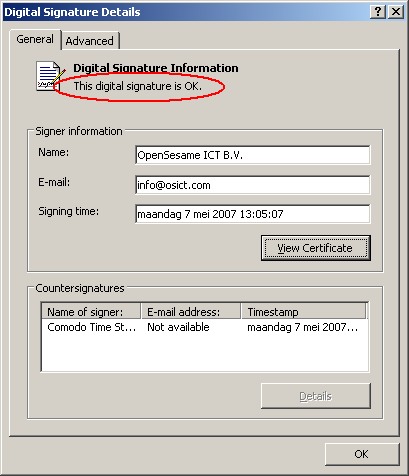 Digital Signature Details
General Advanced
Digital Signature Information
This digital signature is OK.
Signer information
Name: OpenSesame ICT B.V.
E-mail: info@osict.com
Signing time: maandag 7 mei 2007 13:05:07
View Certificate
Countersignatures
Name of signer: E-mail address: Timestamp
Comodo Time St... Not available maandag 7 mei 2007...
Details
OK